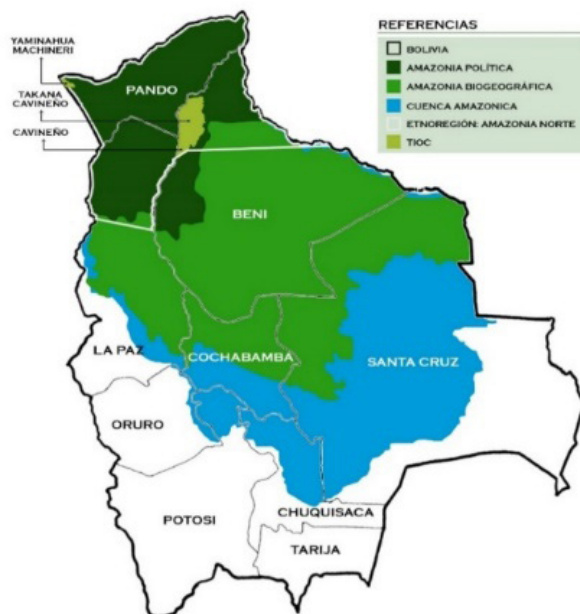 YAMINAHUA
MACHINERI
TAKANA
CAVINEÑO
CAVINEÑO
PANDO
BENI
LA PAZ
COCHABAMBA
SANTA CRUZ
ORURO
POTOSI
CHUQUISACA
TARIJA
REFERENCIAS
BOLIVIA
AMAZONIA POLÍTICA
AMAZONIA BIOGEOGRÁFICA
CUENCA AMAZONICA
ETNOREGIÓN: AMAZONIA NORTE
TIOC